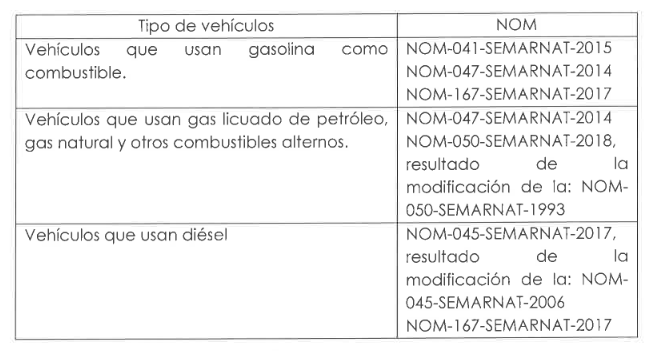 Tipo de vehículos
NOM
Vehículos que usan gasolina como
combustible.
NOM-041-SEMARNAT-2015
NOM-047-SEMARNAT-2014
NOM-167-SEMARNAT-2017
Vehículos que usan gas licuado de petróleo,
gas natural y otros combustibles alternos.
NOM-047-SEMARNAT-2014
NOM-050-SEMARNAT-2018,
resultado de la
modificación de la: NOM-
050-SEMARNAT-1993
Vehículos que usan diésel
NOM-045-SEMARNAT-2017,
resultado de la
modificación de la: NOM-
045-SEMARNAT-2006
NOM-167-SEMARNAT-2017